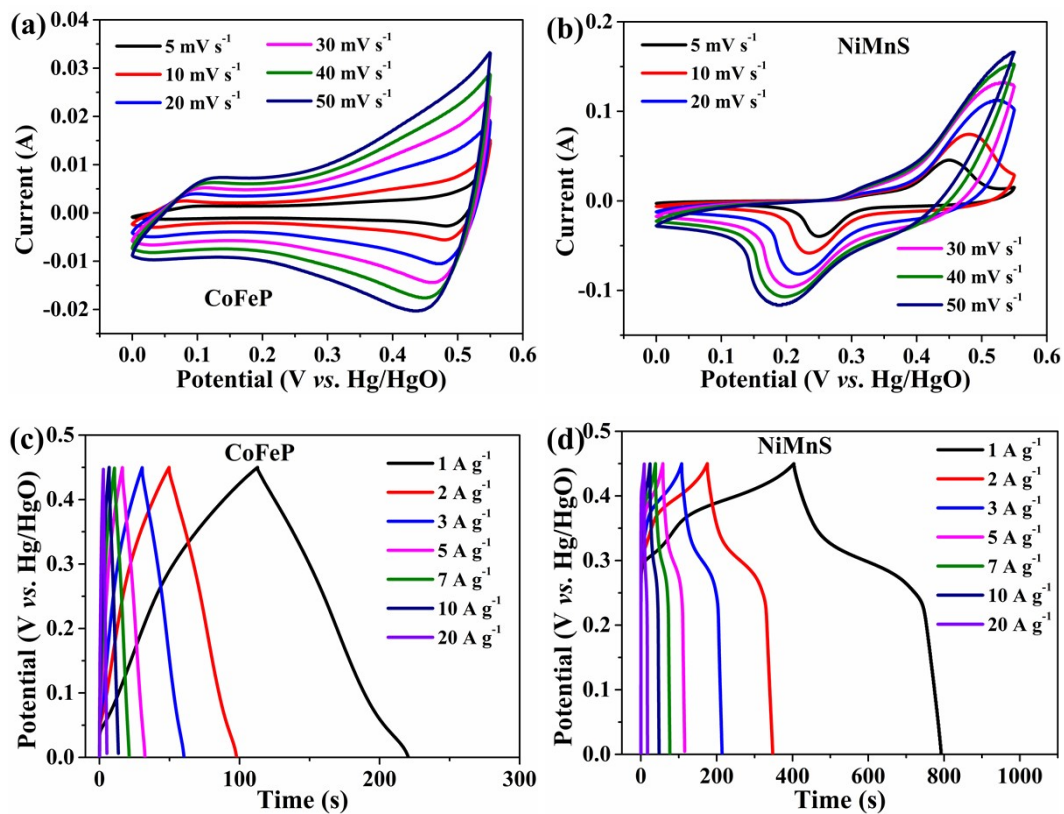 (a)
5 mV s⁻¹
10 mV s⁻¹
20 mV s⁻¹
30 mV s⁻¹
40 mV s⁻¹
50 mV s⁻¹
CoFeP
0.04
0.03
0.02
0.01
0.00
-0.01
-0.02
Current (A)
0.0 0.1 0.2 0.3 0.4 0.5 0.6
Potential (V vs. Hg/HgO)
(b)
NiMnS
5 mV s⁻¹
10 mV s⁻¹
20 mV s⁻¹
30 mV s⁻¹
40 mV s⁻¹
50 mV s⁻¹
0.2
0.1
0.0
-0.1
Current (A)
0.0 0.1 0.2 0.3 0.4 0.5 0.6
Potential (V vs. Hg/HgO)
(c)
CoFeP
1 A g⁻¹
2 A g⁻¹
3 A g⁻¹
5 A g⁻¹
7 A g⁻¹
10 A g⁻¹
20 A g⁻¹
0.5
0.4
0.3
0.2
0.1
0.0
Potential (V vs. Hg/HgO)
0 100 200 300
Time (s)
(d)
NiMnS
1 A g⁻¹
2 A g⁻¹
3 A g⁻¹
5 A g⁻¹
7 A g⁻¹
10 A g⁻¹
20 A g⁻¹
0.5
0.4
0.3
0.2
0.1
0.0
Potential (V vs. Hg/HgO)
0 200 400 600 800 1000
Time (s)